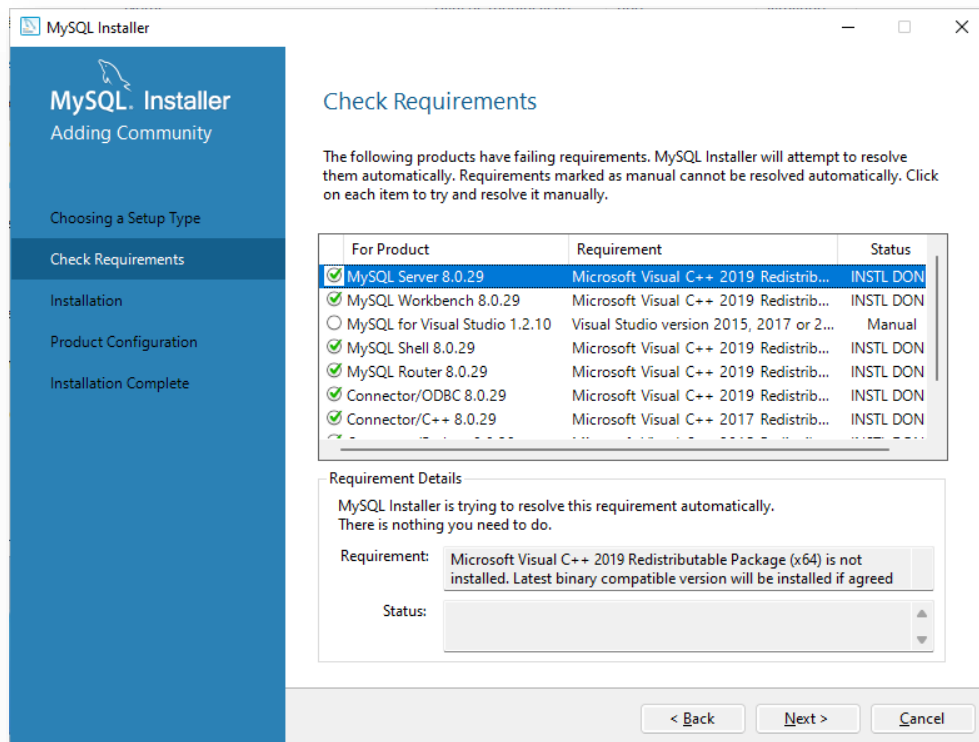 MySQL Installer
MySQL. Installer
Adding Community
Choosing a Setup Type
Check Requirements
Installation
Product Configuration
Installation Complete
Check Requirements
The following products have failing requirements. MySQL Installer will attempt to resolve
them automatically. Requirements marked as manual cannot be resolved automatically. Click
on each item to try and resolve it manually.
For Product Requirement Status
MySQL Server 8.0.29 Microsoft Visual C++ 2019 Redistrib... INSTL DON
MySQL Workbench 8.0.29 Microsoft Visual C++ 2019 Redistrib... INSTL DON
MySQL for Visual Studio 1.2.10 Visual Studio version 2015, 2017 or 2... Manual
MySQL Shell 8.0.29 Microsoft Visual C++ 2019 Redistrib... INSTL DON
MySQL Router 8.0.29 Microsoft Visual C++ 2019 Redistrib... INSTL DON
Connector/ODBC 8.0.29 Microsoft Visual C++ 2019 Redistrib... INSTL DON
Connector/C++ 8.0.29 Microsoft Visual C++ 2017 Redistrib... INSTL DON
Requirement Details
MySQL Installer is trying to resolve this requirement automatically.
There is nothing you need to do.
Requirement: Microsoft Visual C++ 2019 Redistributable Package (x64) is not
installed. Latest binary compatible version will be installed if agreed
Status:
< Back Next > Cancel